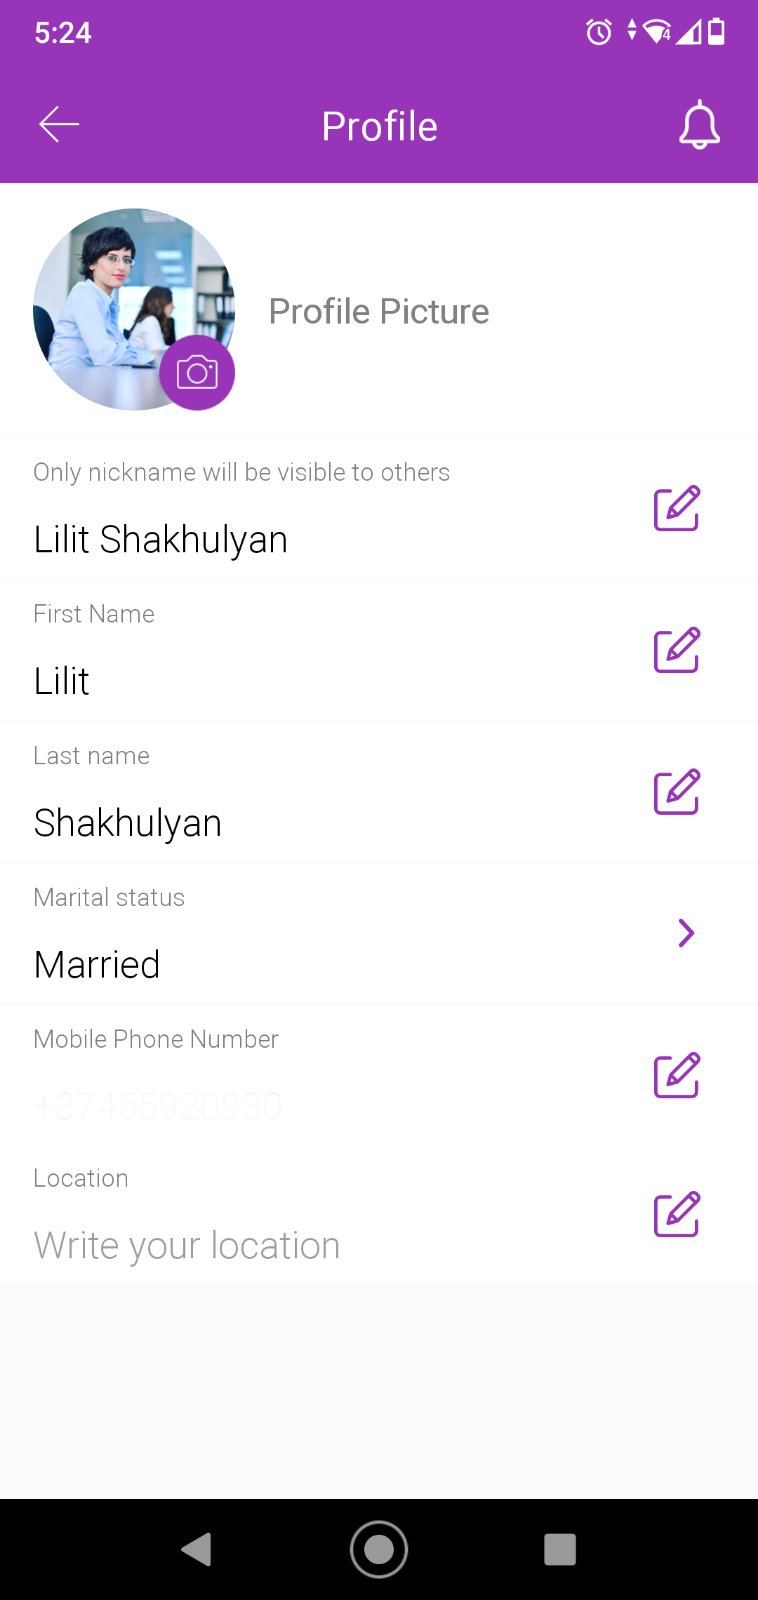 5:24
4
Profile
Profile Picture
Only nickname will be visible to others
Lilit Shakhulyan
First Name
Lilit
Last name
Shakhulyan
Marital status
Married
Mobile Phone Number
+37455920930
Location
Write your location